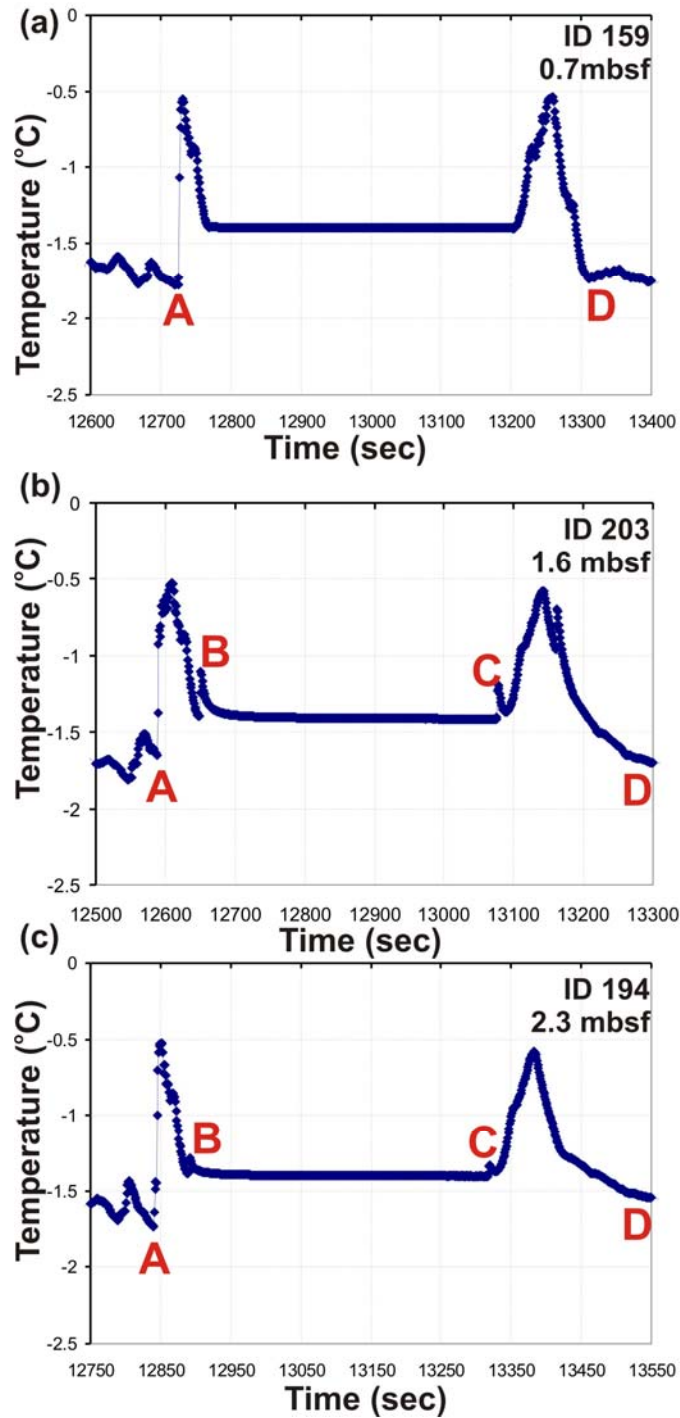 (a)
ID 159
0.7mbsf
0
-0.5
-1
-1.5
-2
-2.5
Temperature (°C)
A
D
12600 12700 12800 12900 13000 13100 13200 13300 13400
Time (sec)
(b)
ID 203
1.6 mbsf
0
-0.5
-1
-1.5
-2
-2.5
Temperature (°C)
A
B
C
D
12500 12600 12700 12800 12900 13000 13100 13200 13300
Time (sec)
(c)
ID 194
2.3 mbsf
0
-0.5
-1
-1.5
-2
-2.5
Temperature (°C)
A
B
C
D
12750 12850 12950 13050 13150 13250 13350 13450 13550
Time (sec)